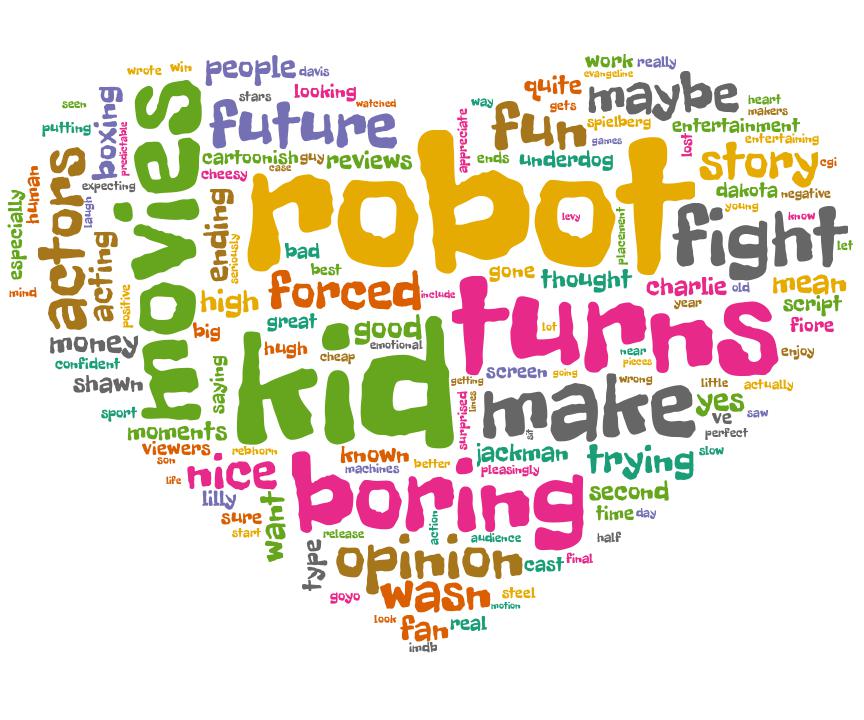 work really
evangeline
wrote win people davis
quite
maybe
seen
boxing
movies
stars looking watched
gets
way
heart
makers
putting
predictable
future
appreciate
fun
spielberg
games
entertainment
lost
entertaining
cartoonish guy reviews
case
ends underdog
story cgi
actors
human
especially
expecting
cheesy
robot
dakota negative
laugh
acting
ending
seriously
levy
placement
young
know
fight
let
bad
best
gone thought
charlie old
mean
mind
positive
high
forced
include
year
script
money
big
great
turns
fiore
confident
good
emotional
lot
hugh
cheap
near
pieces
enjoy
shawn
saying
kid
screen going
getting
wrong
little actually
sport
surprised
lines
make
sit
yes
ve saw
perfect
moments
viewers
rebhorn
known
jackman
trying
slow
son
nice
machines better
pleasingly
life
boring
second
lilly
want
time day
sure
start
release
action
audience
half
type
opinion
cast final
goyo
wasn
steel
motion
look
fan real
imdb